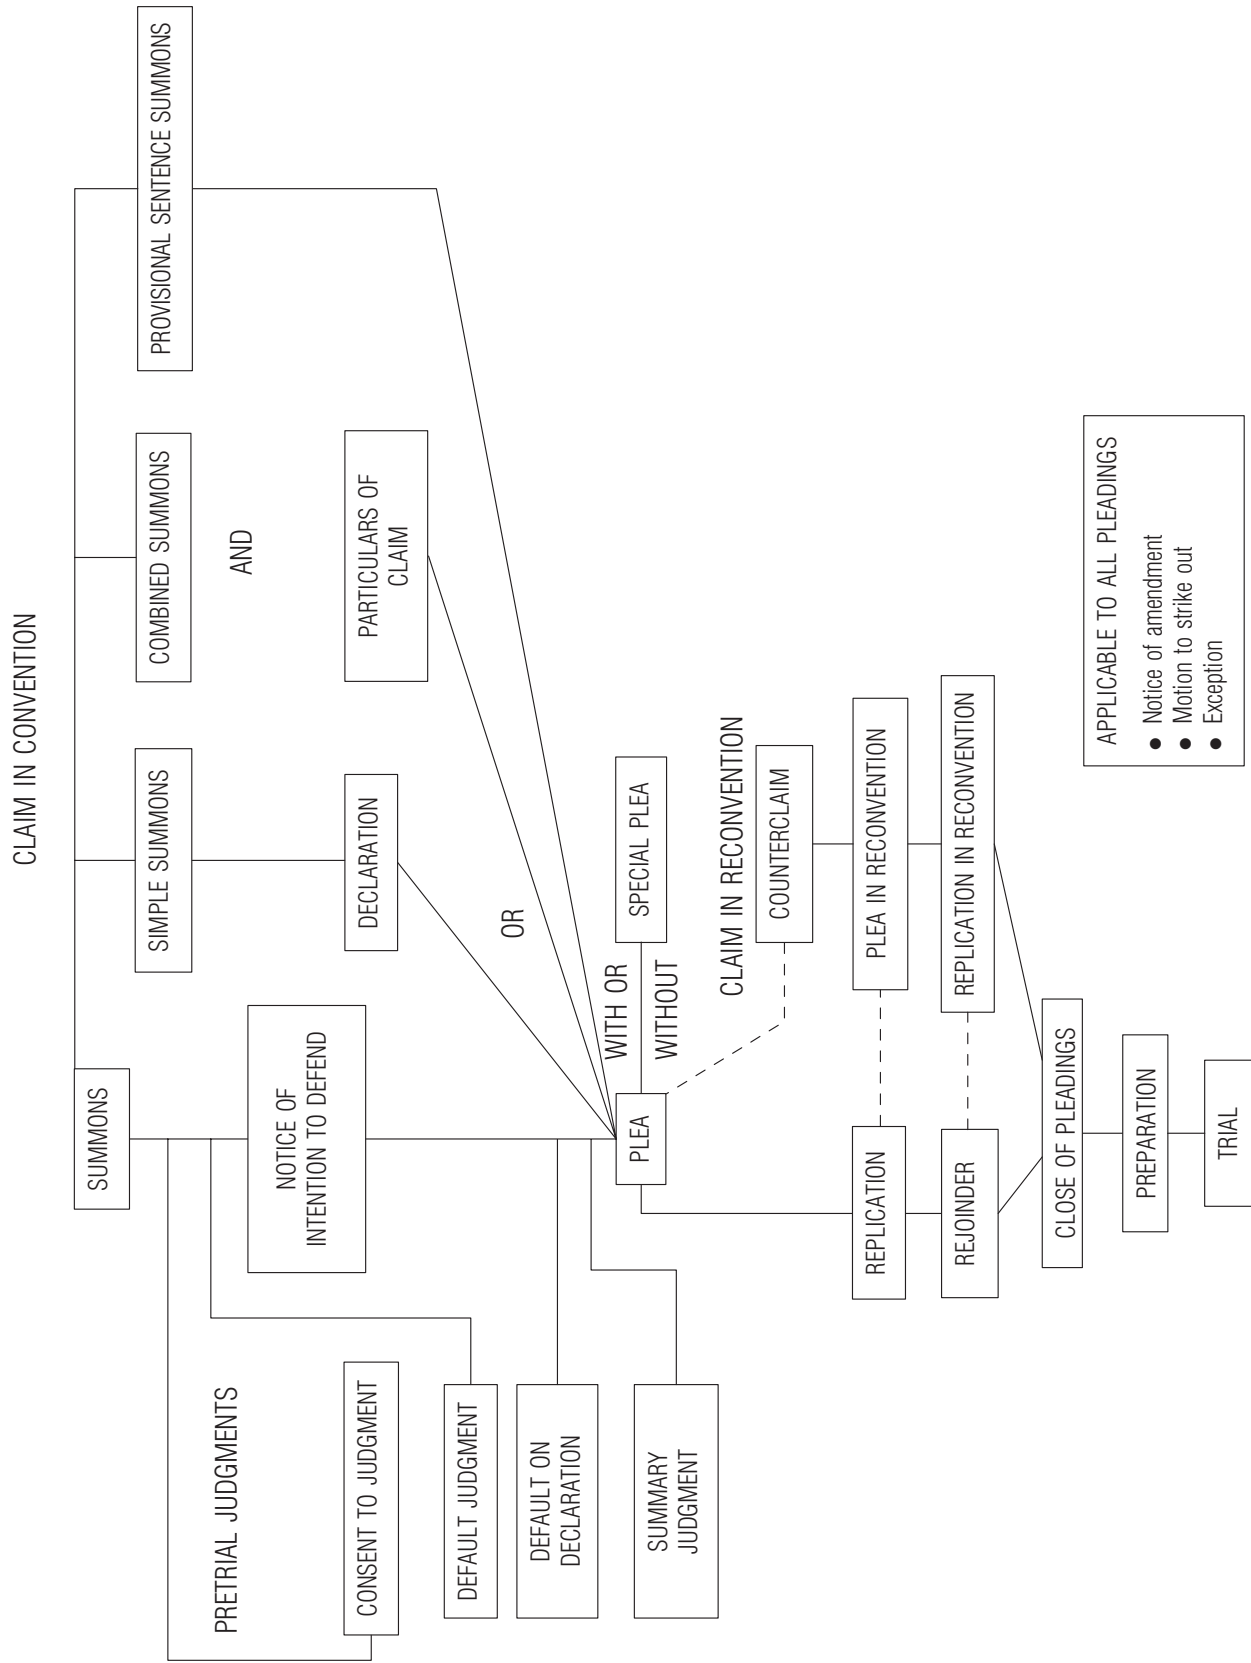 CLAIM IN CONVENTION
SUMMONS
SIMPLE SUMMONS
COMBINED SUMMONS
PROVISIONAL SENTENCE SUMMONS
AND
NOTICE OF
INTENTION TO DEFEND
PRETRIAL JUDGMENTS
CONSENT TO JUDGMENT
DECLARATION
PARTICULARS OF
CLAIM
DEFAULT JUDGMENT
OR
DEFAULT ON
DECLARATION
SUMMARY
JUDGMENT
PLEA
WITH OR
WITHOUT
SPECIAL PLEA
CLAIM IN RECONVENTION
COUNTERCLAIM
REPLICATION
PLEA IN RECONVENTION
REJOINDER
REPLICATION IN RECONVENTION
CLOSE OF PLEADINGS
PREPARATION
TRIAL
APPLICABLE TO ALL PLEADINGS
● Notice of amendment
● Motion to strike out
● Exception